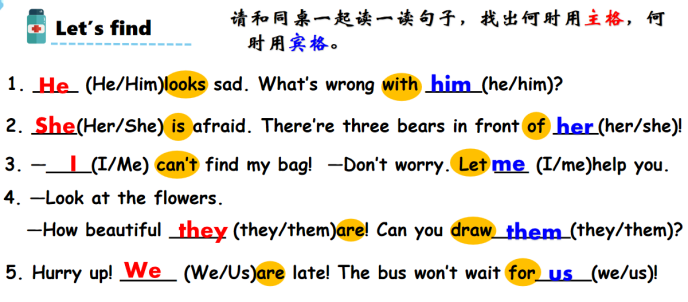 Let's find
请和同桌一起读一读句子，找出何时用主格，何
时用宾格。
1. He (He/Him)looks sad. What's wrong with him(he/him)?
2. She(Her/She) is afraid. There're three bears in front of her(her/she)!
3. —I(I/Me) can't find my bag! —Don't worry. Let me (I/me)help you.
4. —Look at the flowers.
—How beautiful they (they/them)are! Can you draw them(they/them)?
5. Hurry up! We (We/Us)are late! The bus won't wait for us(we/us)!